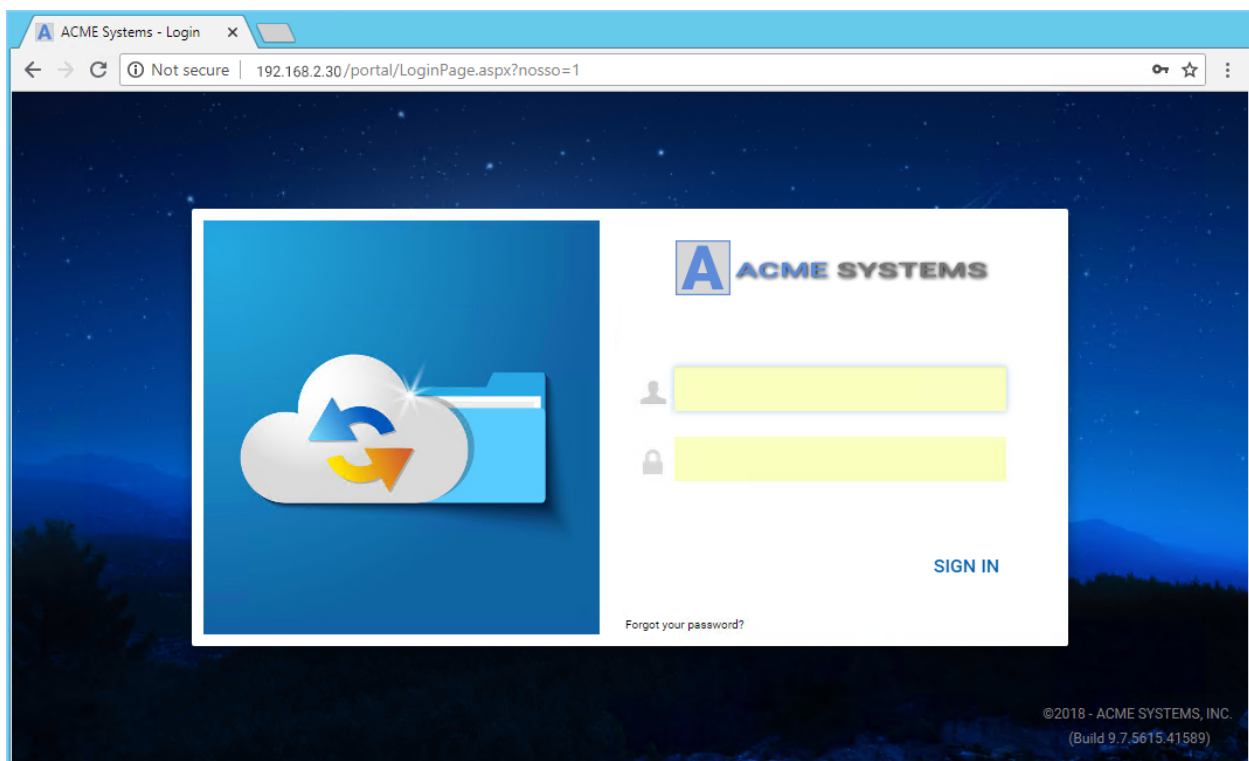 A ACME Systems - Login
Not secure 192.168.2.30/portal/LoginPage.aspx?nosso=1
A ACME SYSTEMS
SIGN IN
Forgot your password?
©2018 - ACME SYSTEMS, INC.
(Build 9.7.5615.41589)